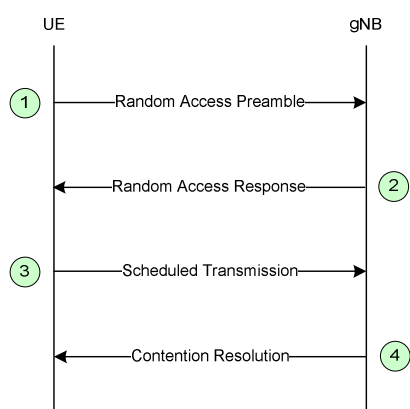 UE gNB
1 Random Access Preamble
Random Access Response 2
3 Scheduled Transmission
Contention Resolution 4